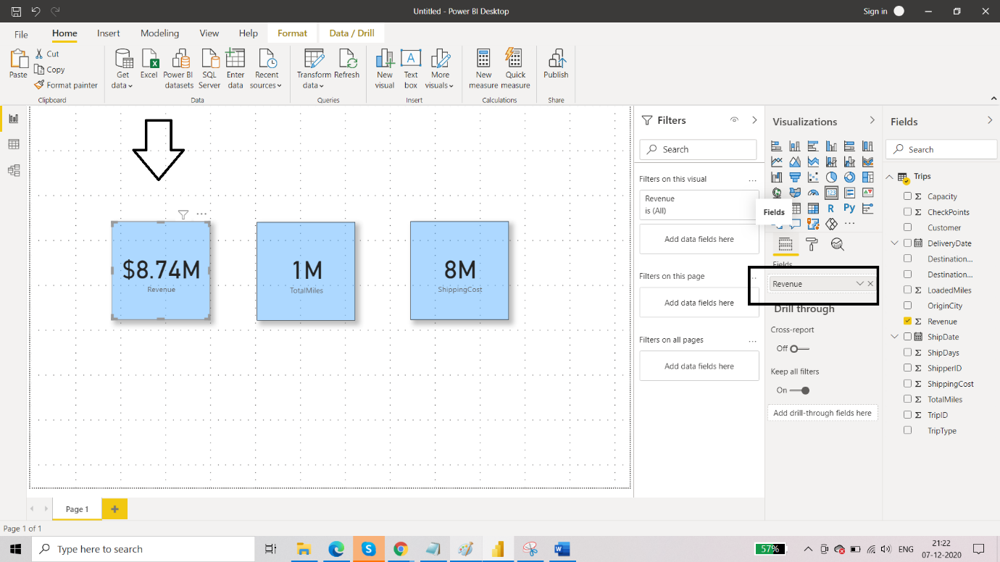 Untitled - Power BI Desktop
Sign in
File
Home
Insert
Modeling
View
Help
Format
Data / Drill
Paste
Cut
Copy
Format painter
Clipboard
Get
data
Excel
Power BI
datasets
SQL
Server
Enter
data
Recent
sources
Data
Transform
data
Refresh
Queries
New
visual
Text
box
More
visuals
Insert
New
measure
Quick
measure
Calculations
Publish
Share
$8.74M
Revenue
1M
TotalMiles
8M
ShippingCost
Filters
Search
Filters on this visual
Revenue
is (All)
Add data fields here
Filters on this page
Add data fields here
Filters on all pages
Add data fields here
Visualizations
123
R
Py
Fields
Fields
Revenue
Drill through
Cross-report
Off
Keep all filters
On
Add drill-through fields here
Fields
Search
Trips
Capacity
CheckPoints
Customer
DeliveryDate
Destination...
Destination...
LoadedMiles
OriginCity
Revenue
ShipDate
ShipDays
ShipperID
ShippingCost
TotalMiles
TripID
TripType
Page 1
Page 1 of 1
Type here to search
57%
ENG
21:22
07-12-2020